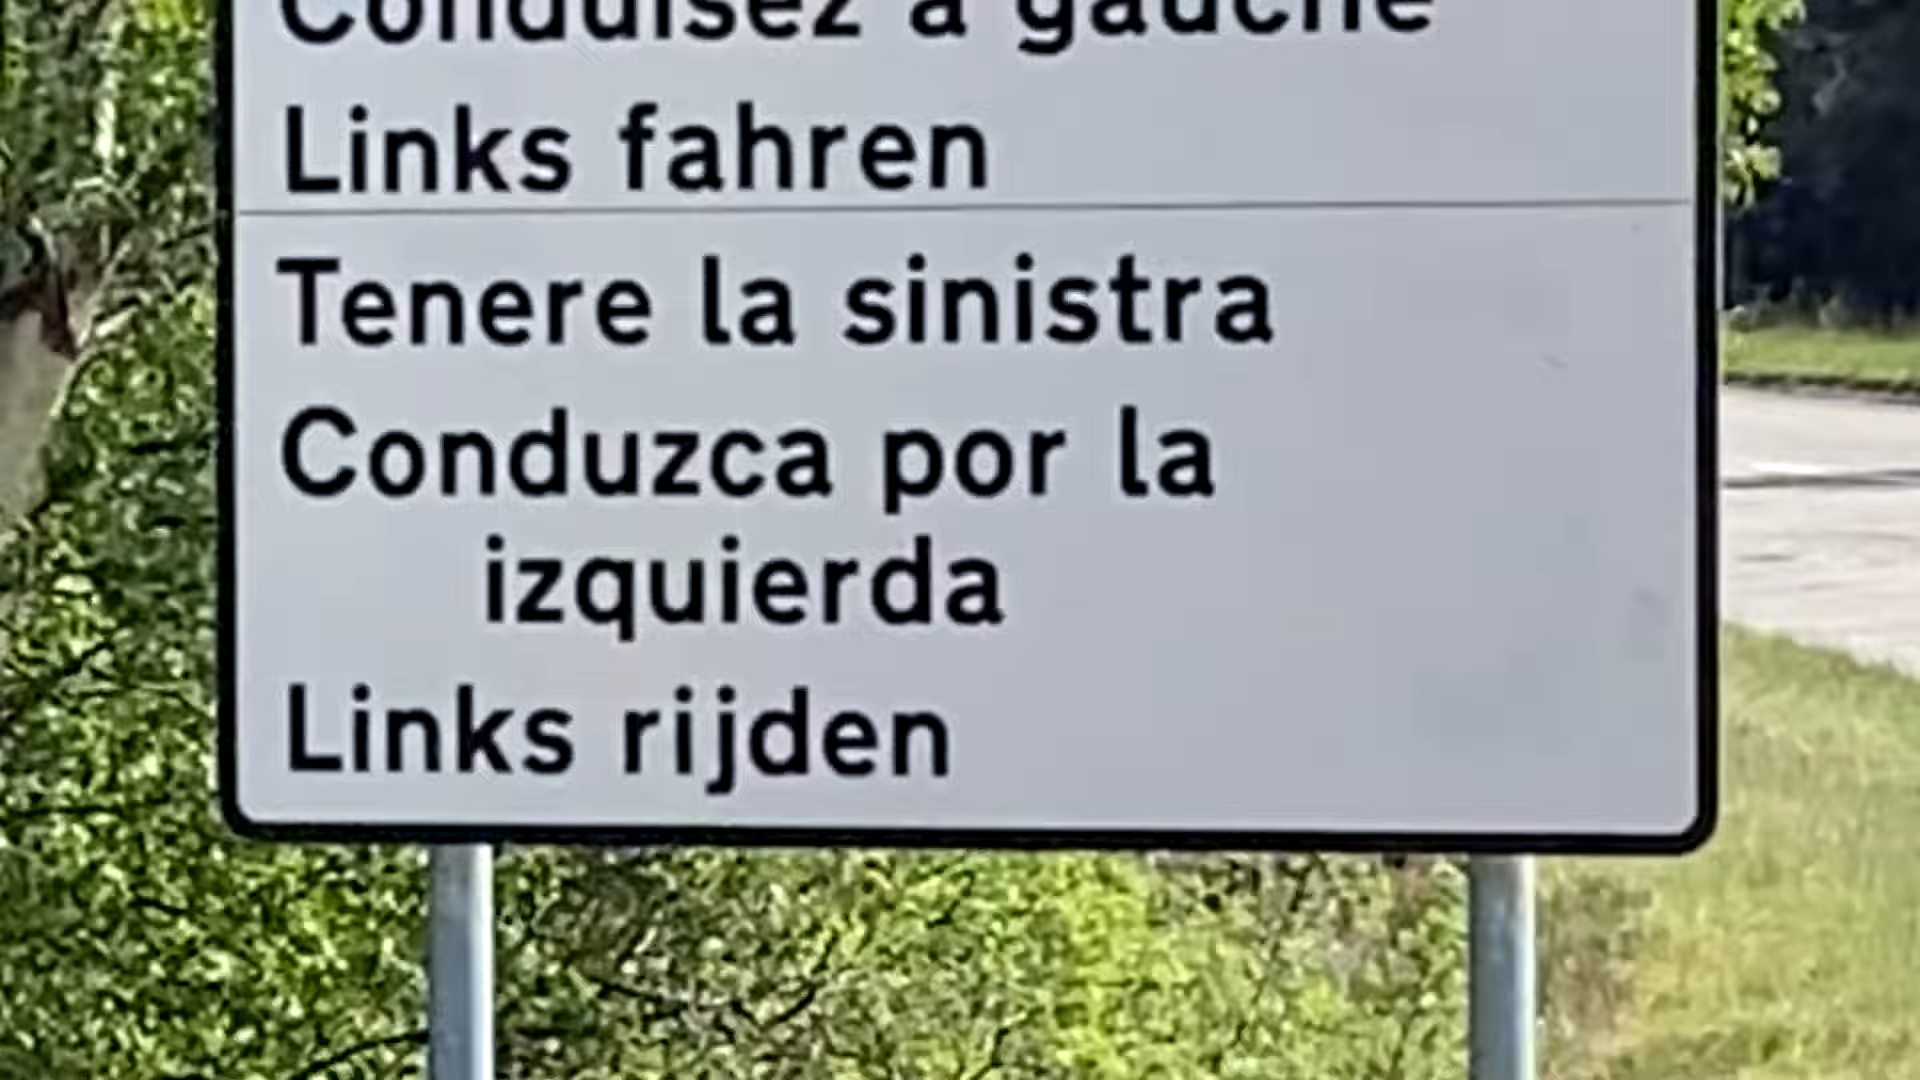 Conduisez à gauche
Links fahren
Tenere la sinistra
Conduzca por la
izquierda
Links rijden